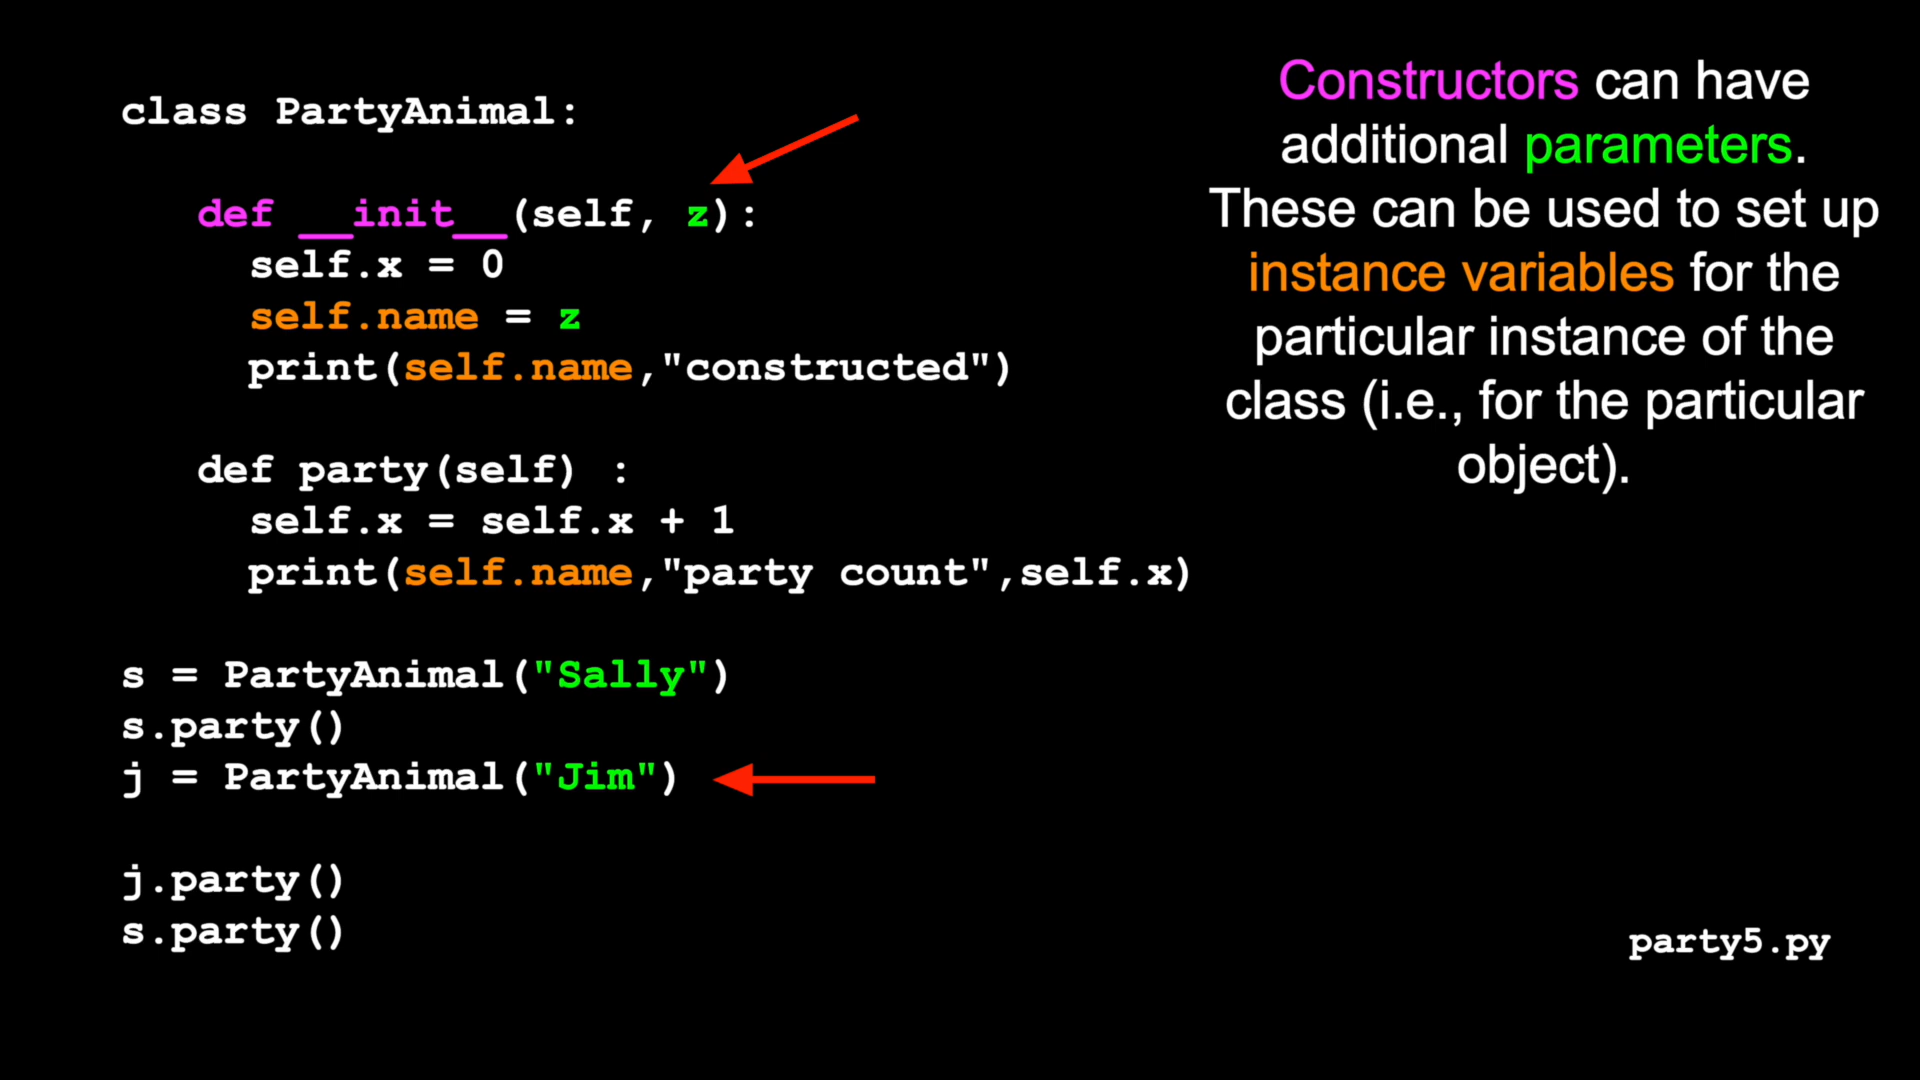 class PartyAnimal:
def __init__(self, z):
self.x = 0
self.name = z
print(self.name,"constructed")
def party(self) :
self.x = self.x + 1
print(self.name,"party count",self.x)
s = PartyAnimal("Sally")
s.party()
j = PartyAnimal("Jim")
j.party()
s.party()
Constructors can have
additional parameters.
These can be used to set up
instance variables for the
particular instance of the
class (i.e., for the particular
object).
party5.py